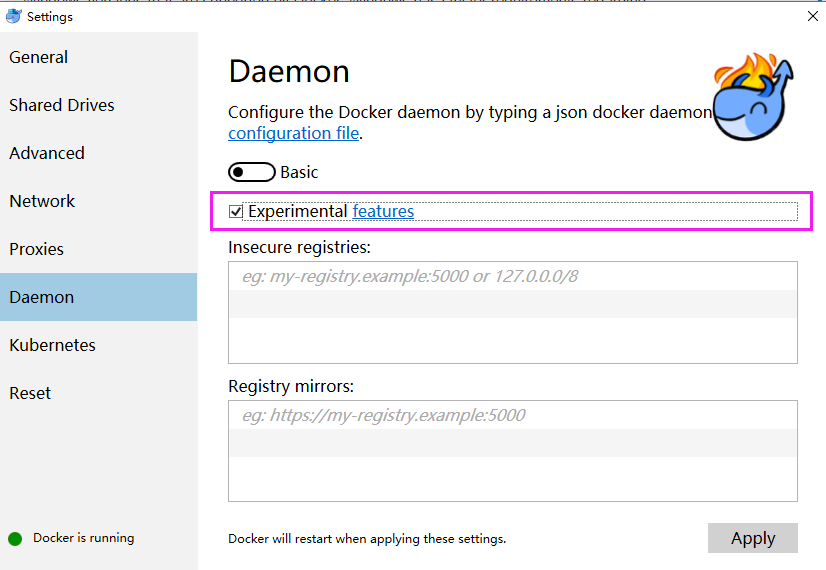 Settings
General
Shared Drives
Advanced
Network
Proxies
Daemon
Kubernetes
Reset
Docker is running
Daemon
Configure the Docker daemon by typing a json docker daemon
configuration file.
Basic
Experimental features
Insecure registries:
eg: my-registry.example:5000 or 127.0.0.0/8
Registry mirrors:
eg: https://my-registry.example:5000
Docker will restart when applying these settings.
Apply